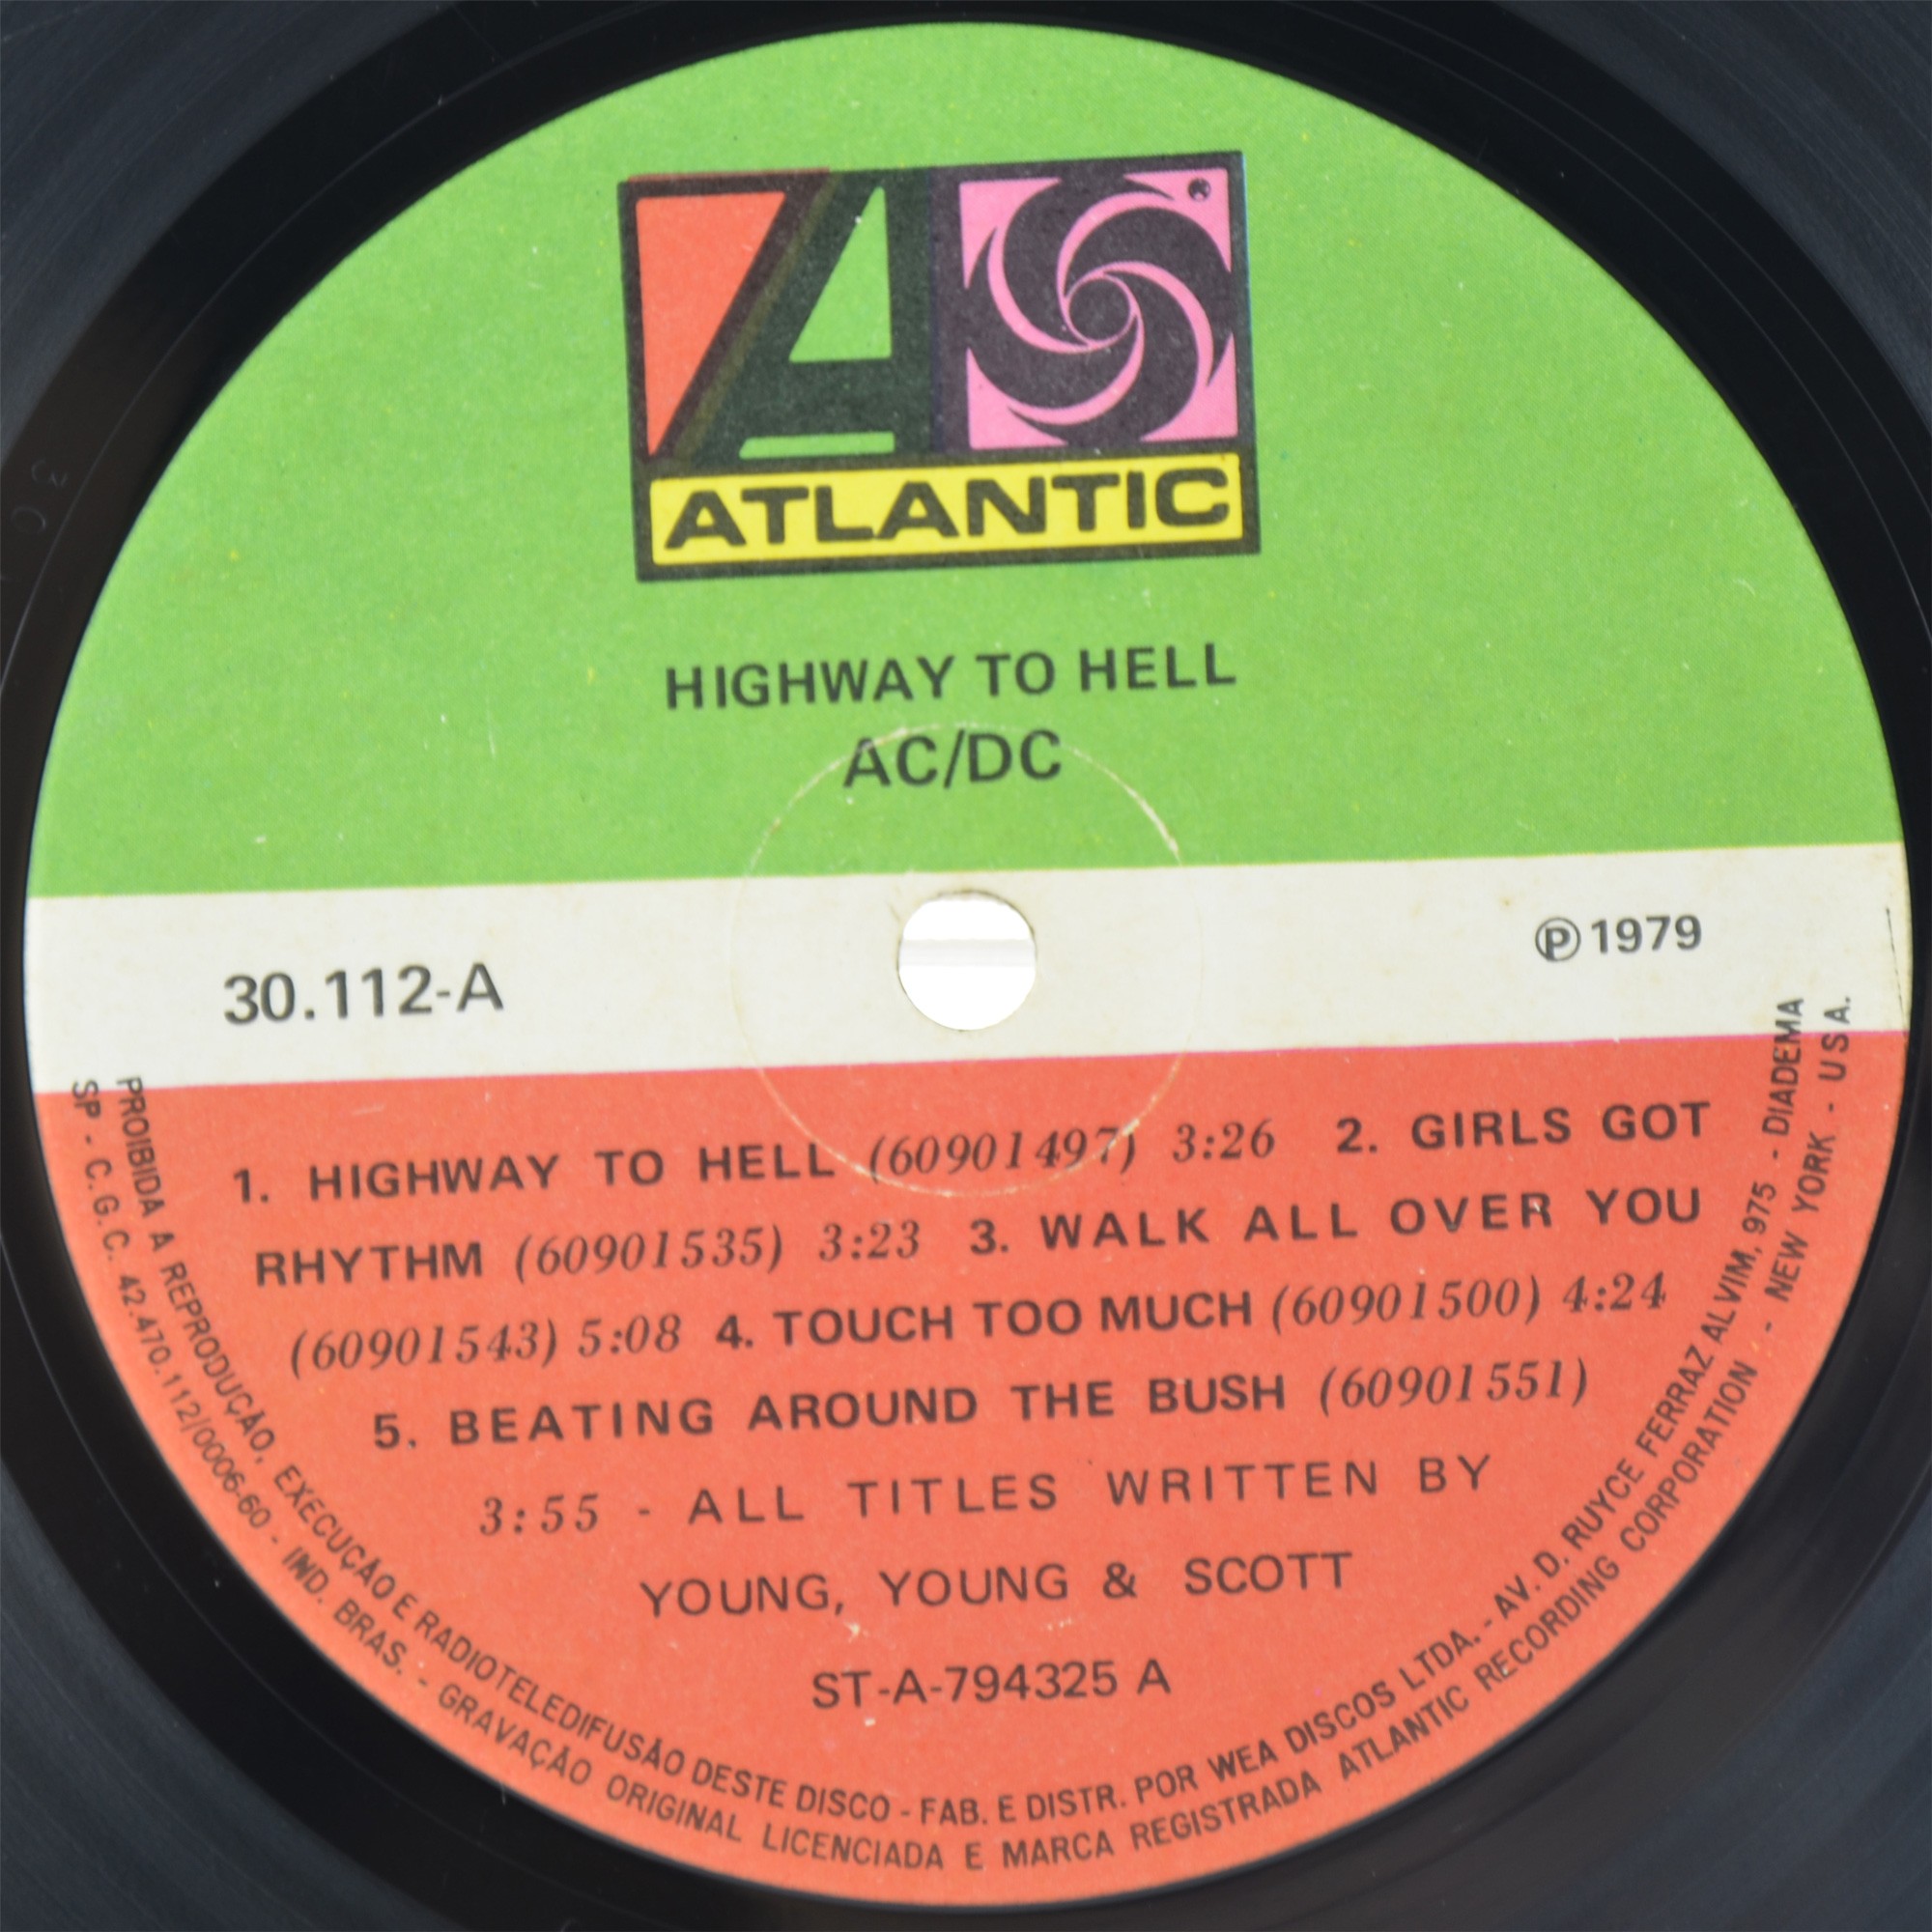 ATLANTIC
HIGHWAY TO HELL
AC/DC
30.112-A
℗ 1979
1. HIGHWAY TO HELL (60901497) 3:26 2. GIRLS GOT
RHYTHM (60901535) 3:23 3. WALK ALL OVER YOU
(60901543) 5:08 4. TOUCH TOO MUCH (60901500) 4:24
5. BEATING AROUND THE BUSH (60901551)
3:55 - ALL TITLES WRITTEN BY
YOUNG, YOUNG & SCOTT
ST-A-794325 A
PROIBIDA A REPRODUÇÃO, EXECUÇÃO E RADIOTELEDIFUSÃO DESTE DISCO - FAB. E DISTR. POR WEA DISCOS LTDA. - AV. D. RUYCE FERRAZ ALVIM, 975 - DIADEMA
SP - C.G.C. 42.470.112/0006-60 - IND. BRAS. - GRAVAÇÃO ORIGINAL LICENCIADA E MARCA REGISTRADA ATLANTIC RECORDING CORPORATION - NEW YORK - USA.